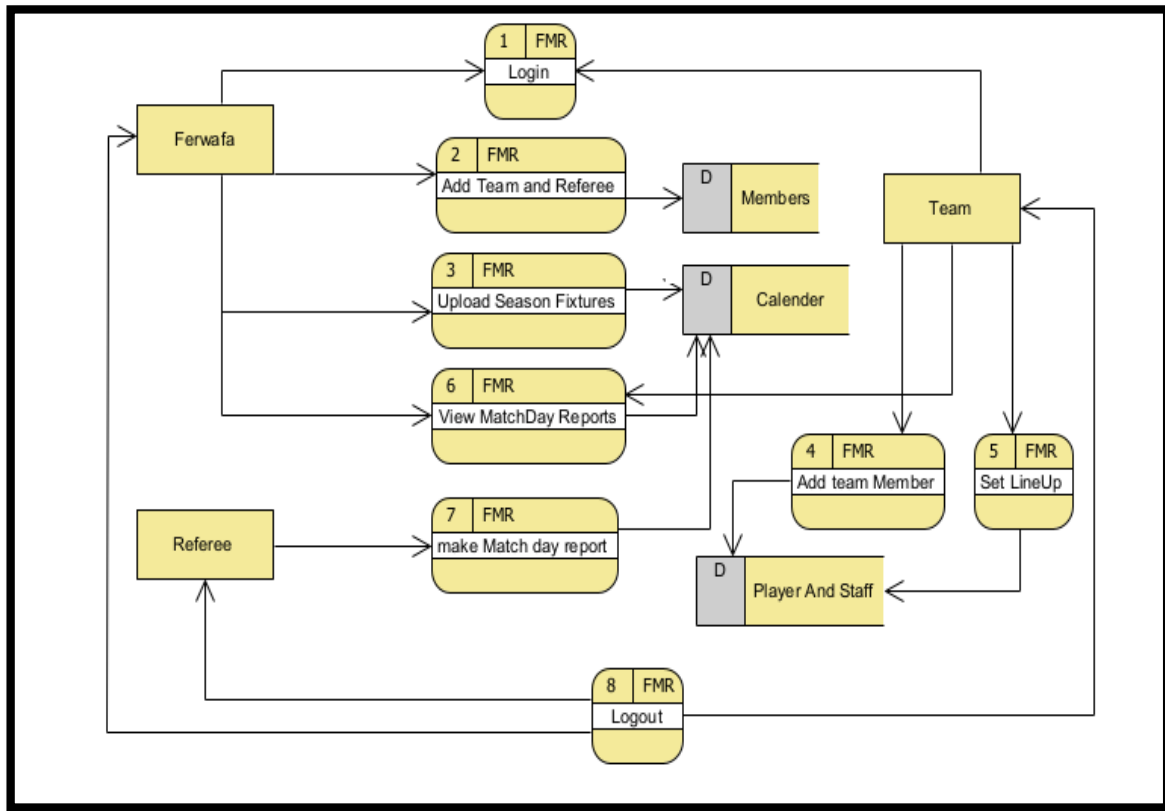 1 FMR
Login
Ferwafa
2 FMR
Add Team and Referee
D
Members
Team
3 FMR
Upload Season Fixtures
D
Calender
6 FMR
View MatchDay Reports
4 FMR
Add team Member
5 FMR
Set LineUp
Referee
7 FMR
make Match day report
D
Player And Staff
8 FMR
Logout